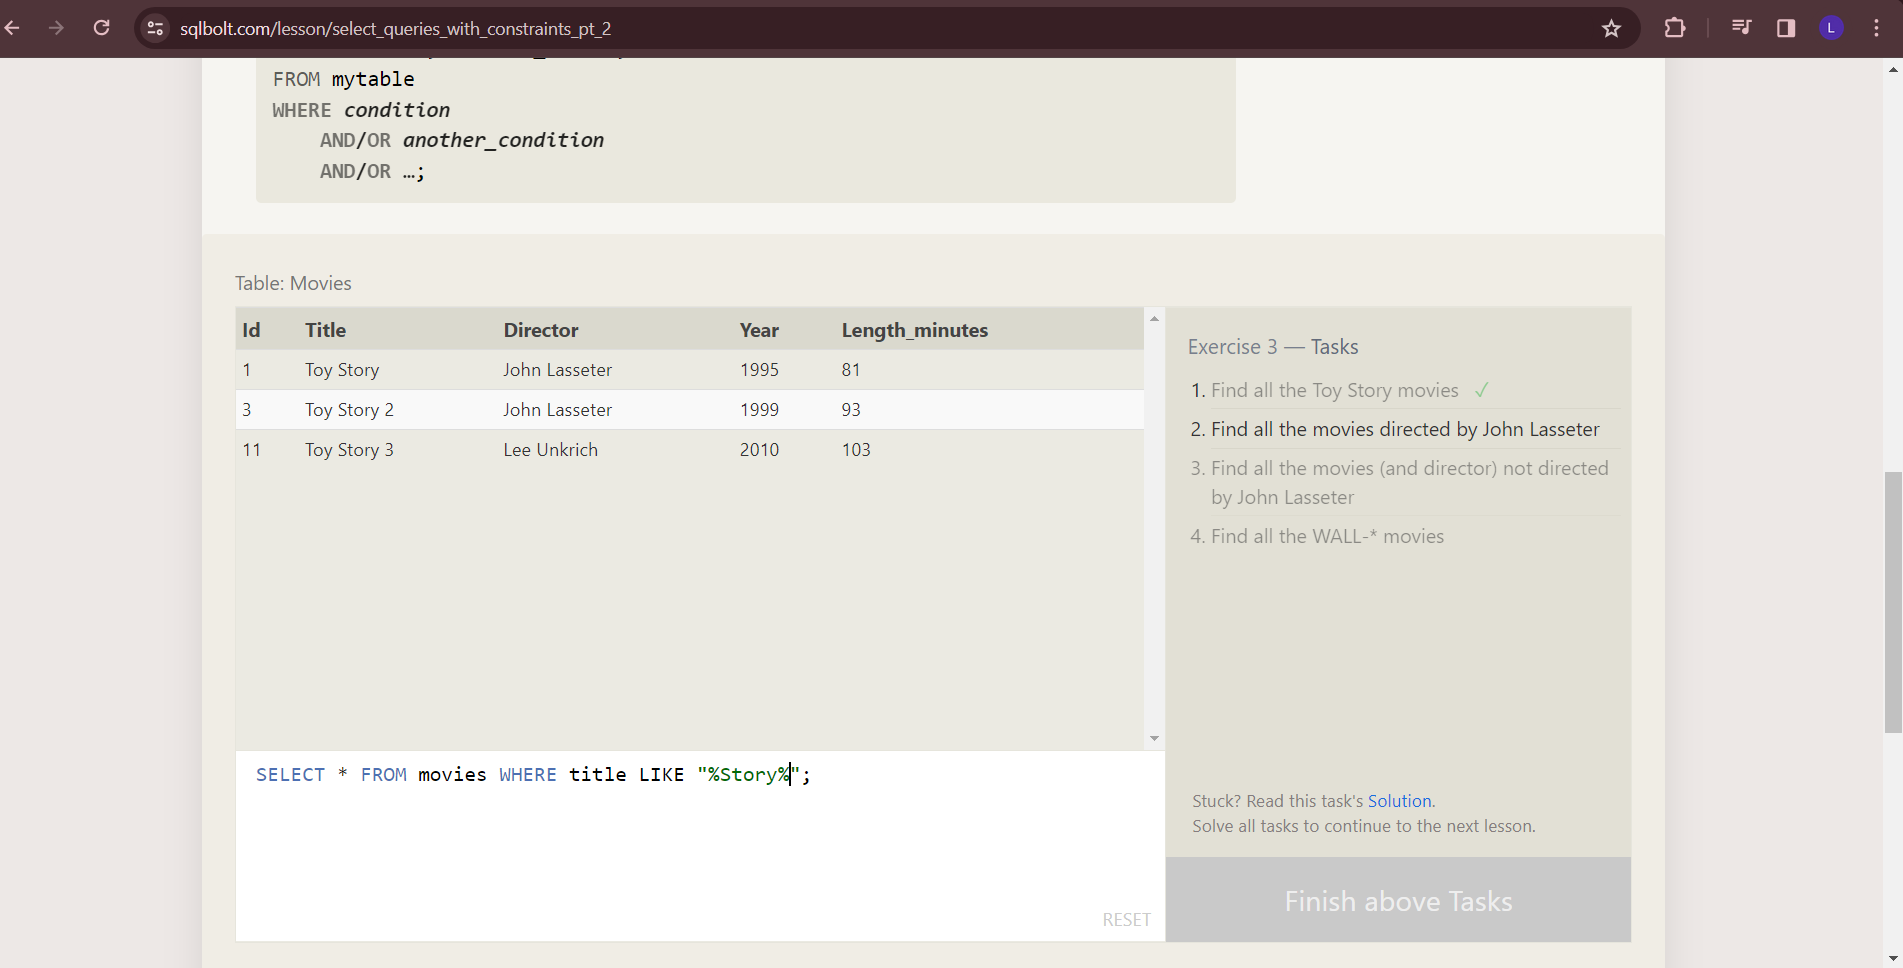 sqlbolt.com/lesson/select_queries_with_constraints_pt_2
L
FROM mytable
WHERE condition
AND/OR another_condition
AND/OR …;
Table: Movies
Id Title Director Year Length_minutes
1 Toy Story John Lasseter 1995 81
3 Toy Story 2 John Lasseter 1999 93
11 Toy Story 3 Lee Unkrich 2010 103
SELECT * FROM movies WHERE title LIKE "%Story%";
RESET
Exercise 3 — Tasks
1. Find all the Toy Story movies ✓
2. Find all the movies directed by John Lasseter
3. Find all the movies (and director) not directed
by John Lasseter
4. Find all the WALL-* movies
Stuck? Read this task's Solution.
Solve all tasks to continue to the next lesson.
Finish above Tasks